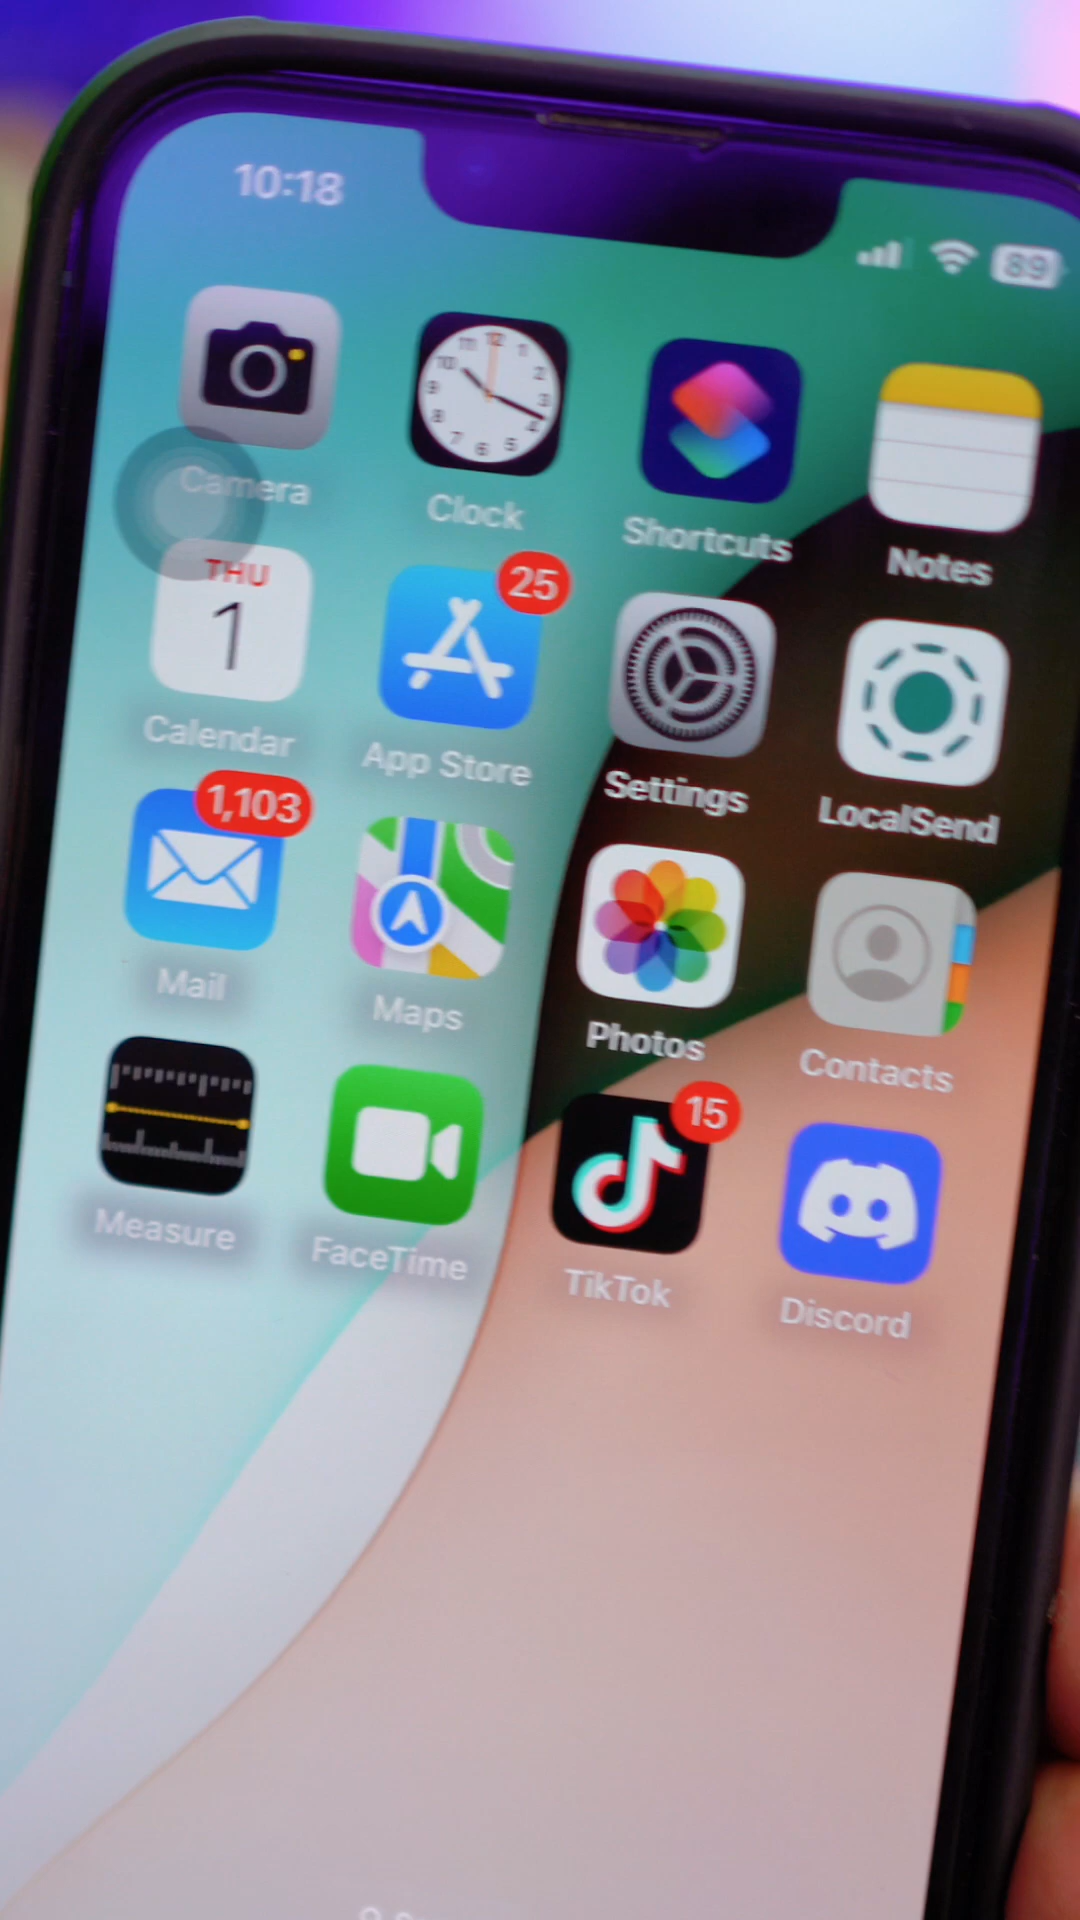 10:18
89
Camera
Clock
Shortcuts
Notes
THU
1
25
Calendar
App Store
Settings
LocalSend
1,103
Mail
Maps
Photos
Contacts
15
Measure
FaceTime
TikTok
Discord